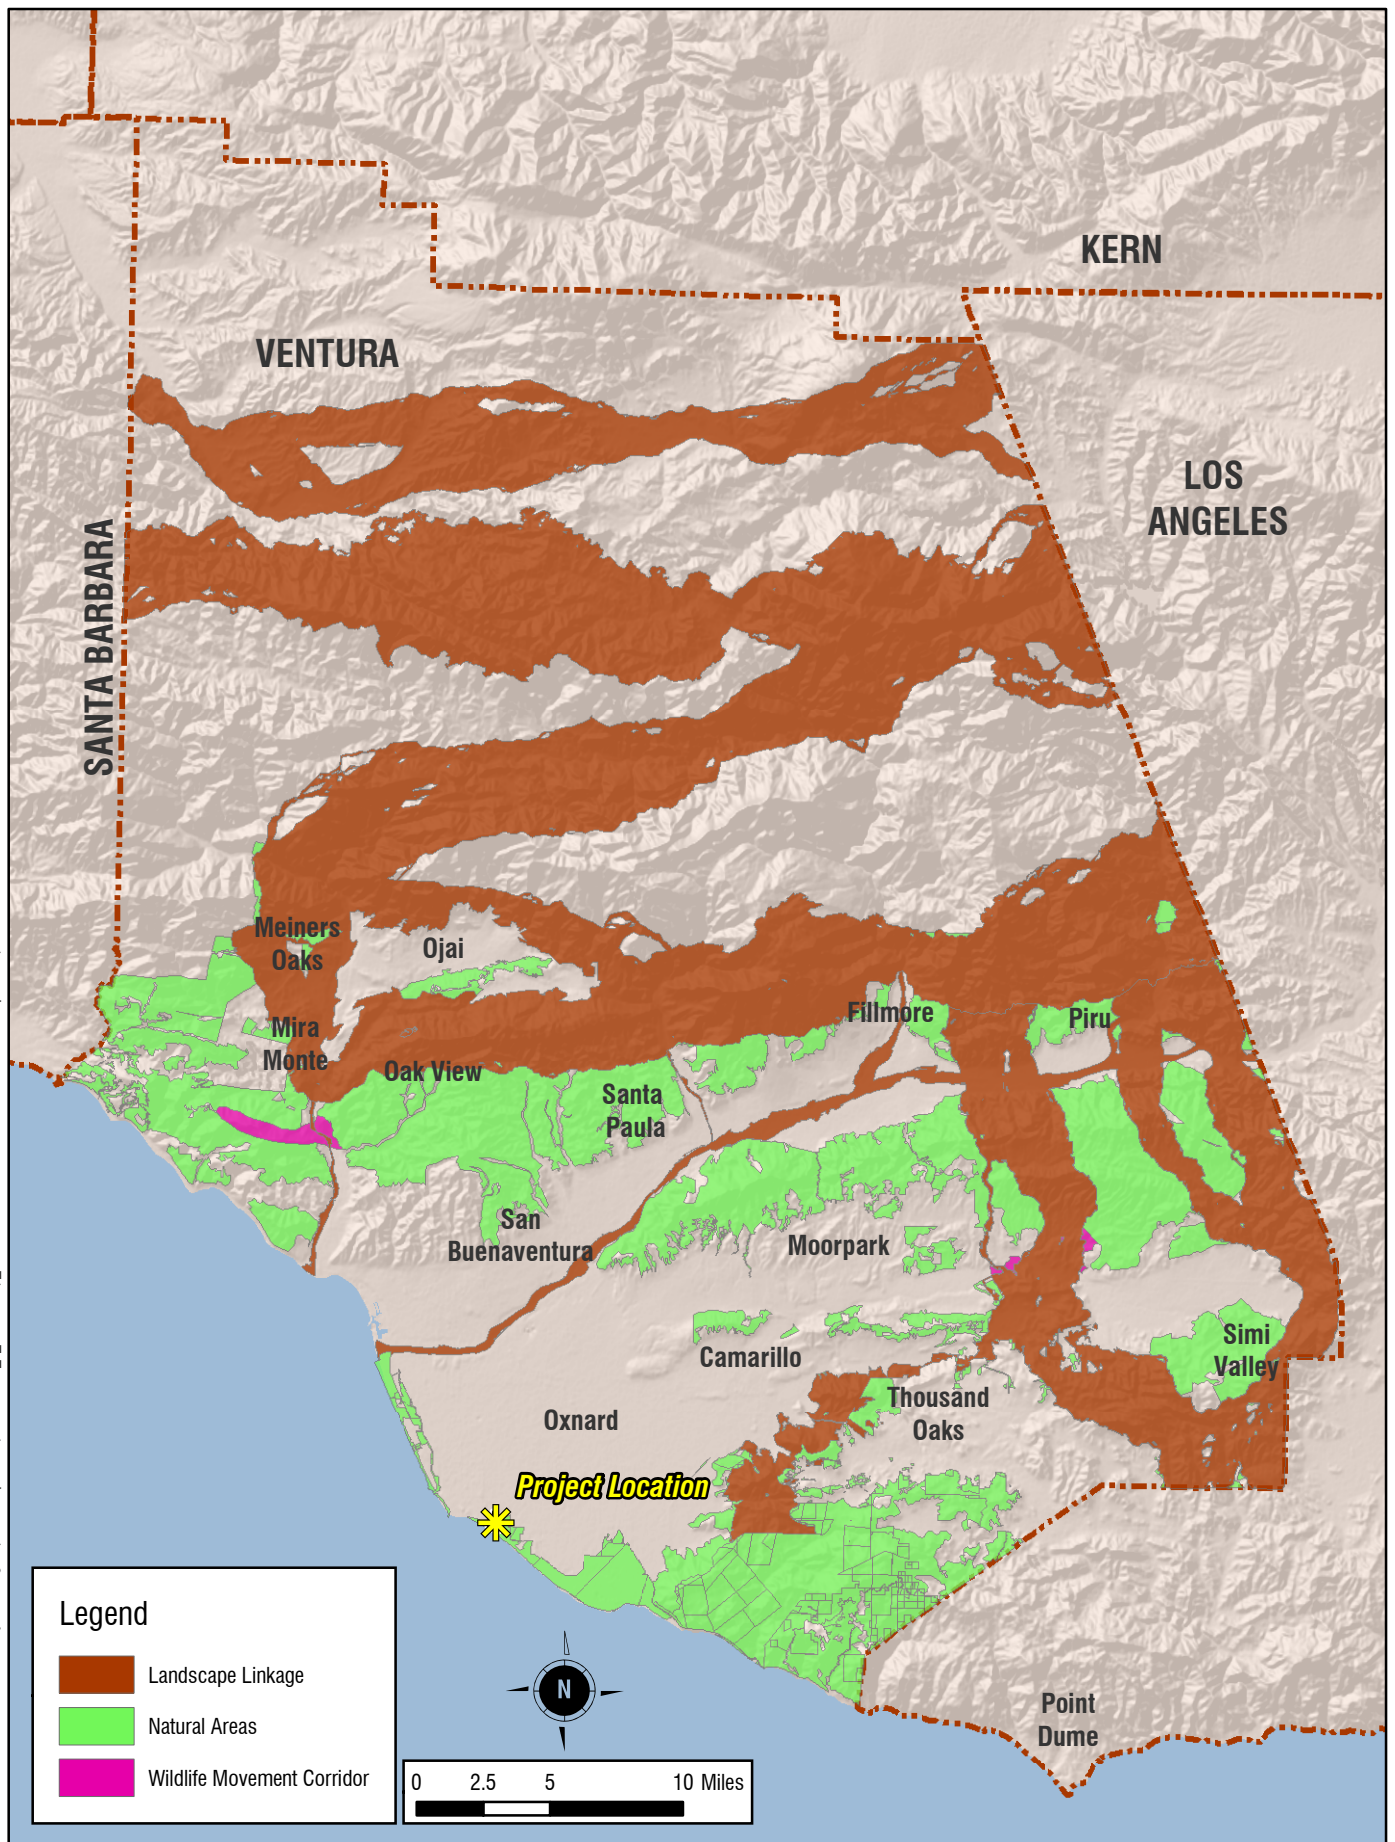 KERN
VENTURA
LOS
ANGELES
SANTA BARBARA
Meiners
Oaks
Ojai
Fillmore
Piru
Mira
Monte
Oak View
Santa
Paula
San
Buenaventura
Moorpark
Simi
Valley
Camarillo
Thousand
Oaks
Oxnard
Project Location
Legend
Landscape Linkage
Natural Areas
Wildlife Movement Corridor
N
0 2.5 5 10 Miles
Point
Dume